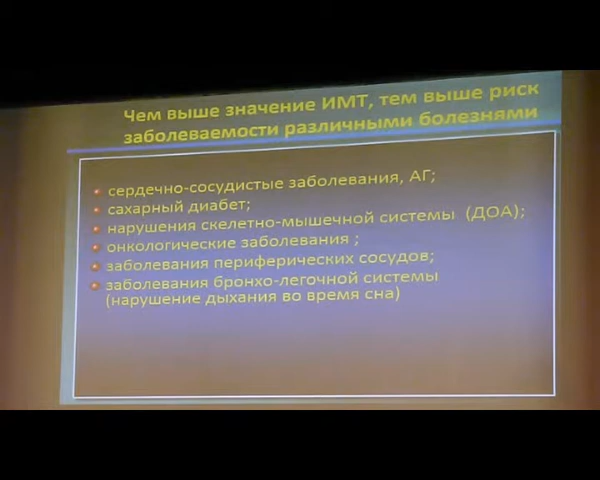 Чем выше значение ИМТ, тем выше риск
заболеваемости различными болезнями
сердечно-сосудистые заболевания, АГ;
сахарный диабет;
нарушения скелетно-мышечной системы (ДОА);
онкологические заболевания ;
заболевания периферических сосудов;
заболевания бронхо-легочной системы
(нарушение дыхания во время сна)